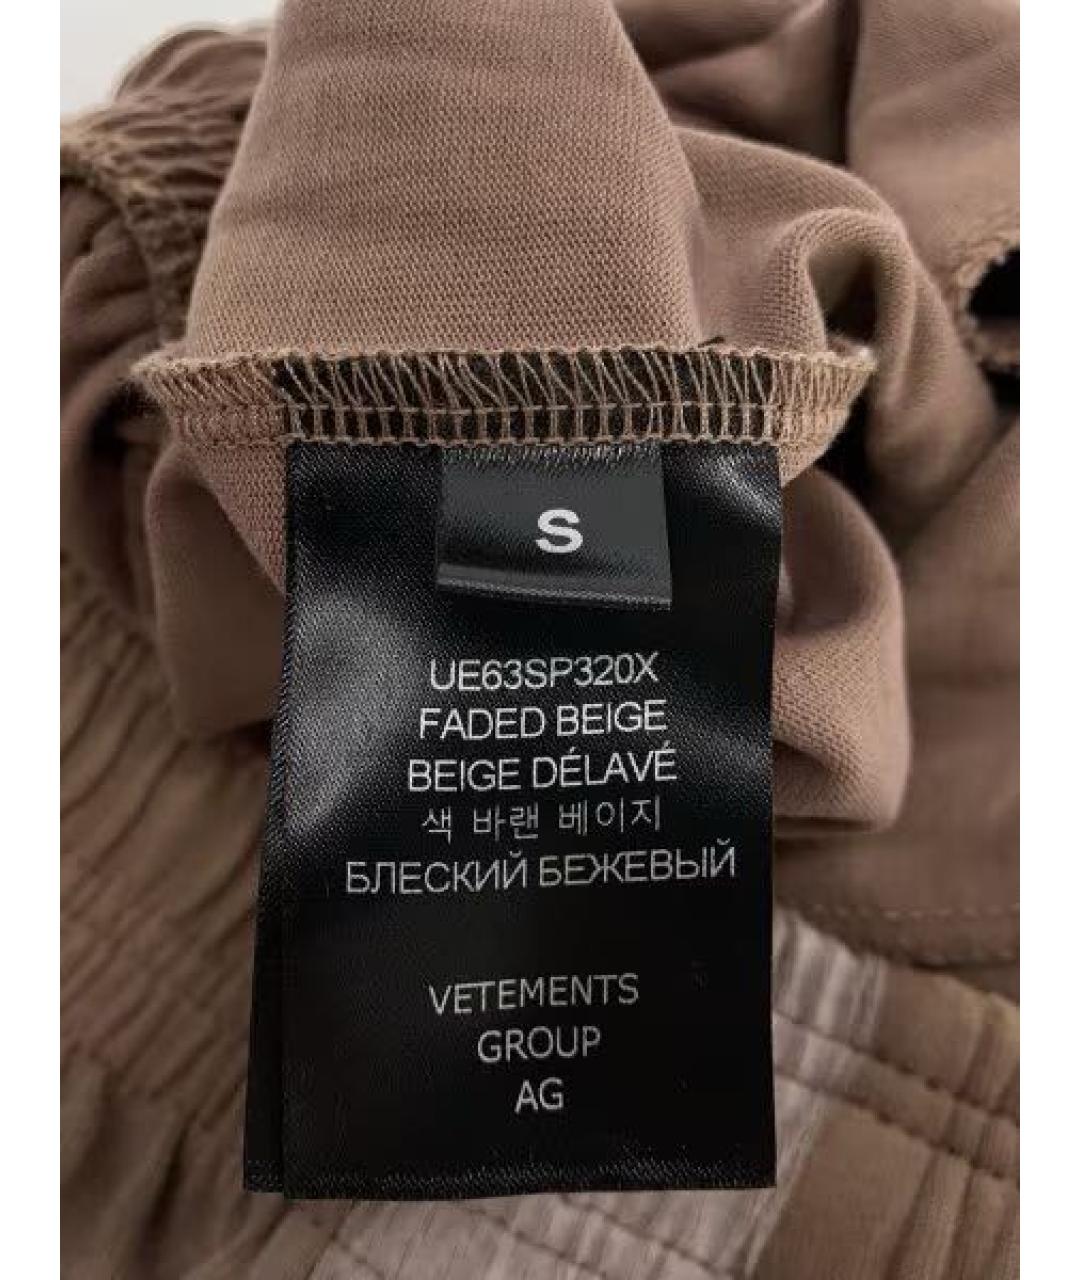 S
UE63SP320X
FADED BEIGE
BEIGE DÉLAVÉ
색 바랜 베이지
БЛЕСКИЙ БЕЖЕВЫЙ
VETEMENTS
GROUP
AG